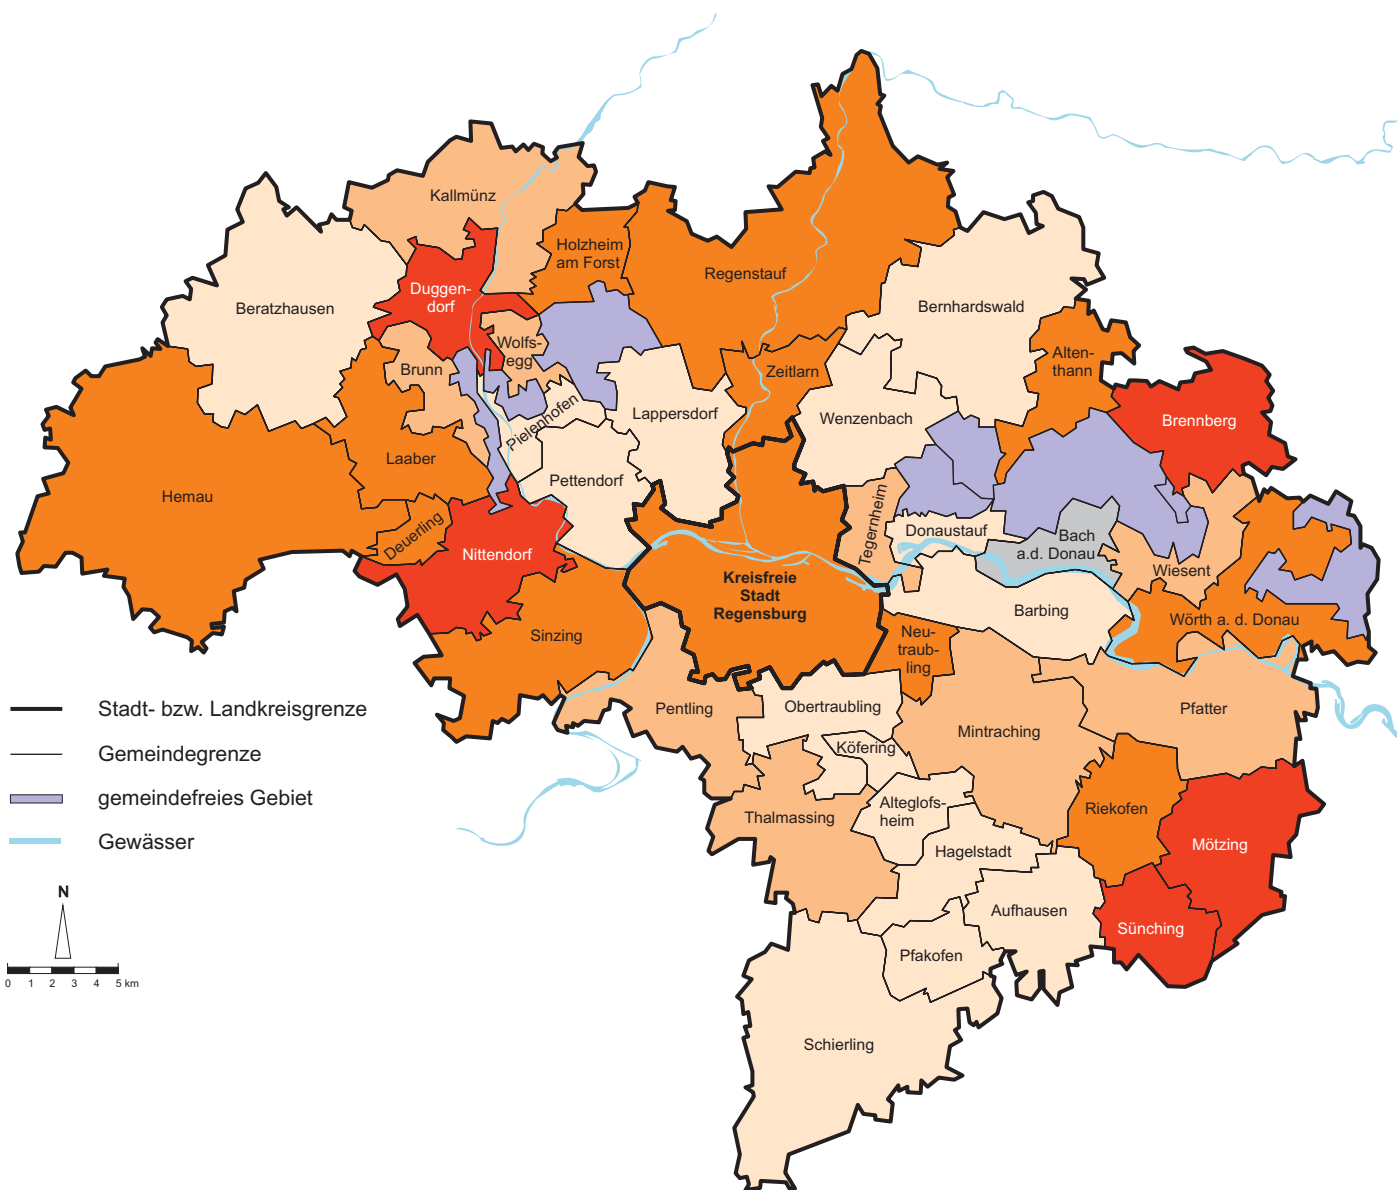 Kallmünz
Holzheim
am Forst
Regenstauf
Duggen-
dorf
Beratzhausen
Bernhardswald
Wolfs-
egg
Brunn
Zeitlarn
Alten-
thann
Pielenhofen
Lappersdorf
Wenzenbach
Brennberg
Laaber
Hemau
Pettendorf
Deuerling
Nittendorf
Tegernheim
Donaustauf
Bach
a.d. Donau
Wiesent
Kreisfreie
Stadt
Regensburg
Barbing
Wörth a. d. Donau
Sinzing
Neu-
traub-
ling
Pentling
Obertraubling
Mintraching
Pfatter
Köfering
Thalmassing
Alteglofs-
heim
Riekofen
Hagelstadt
Mötzing
Aufhausen
Sünching
Pfakofen
Schierling
Stadt- bzw. Landkreisgrenze
Gemeindegrenze
gemeindefreies Gebiet
Gewässer
N
0 1 2 3 4 5 km